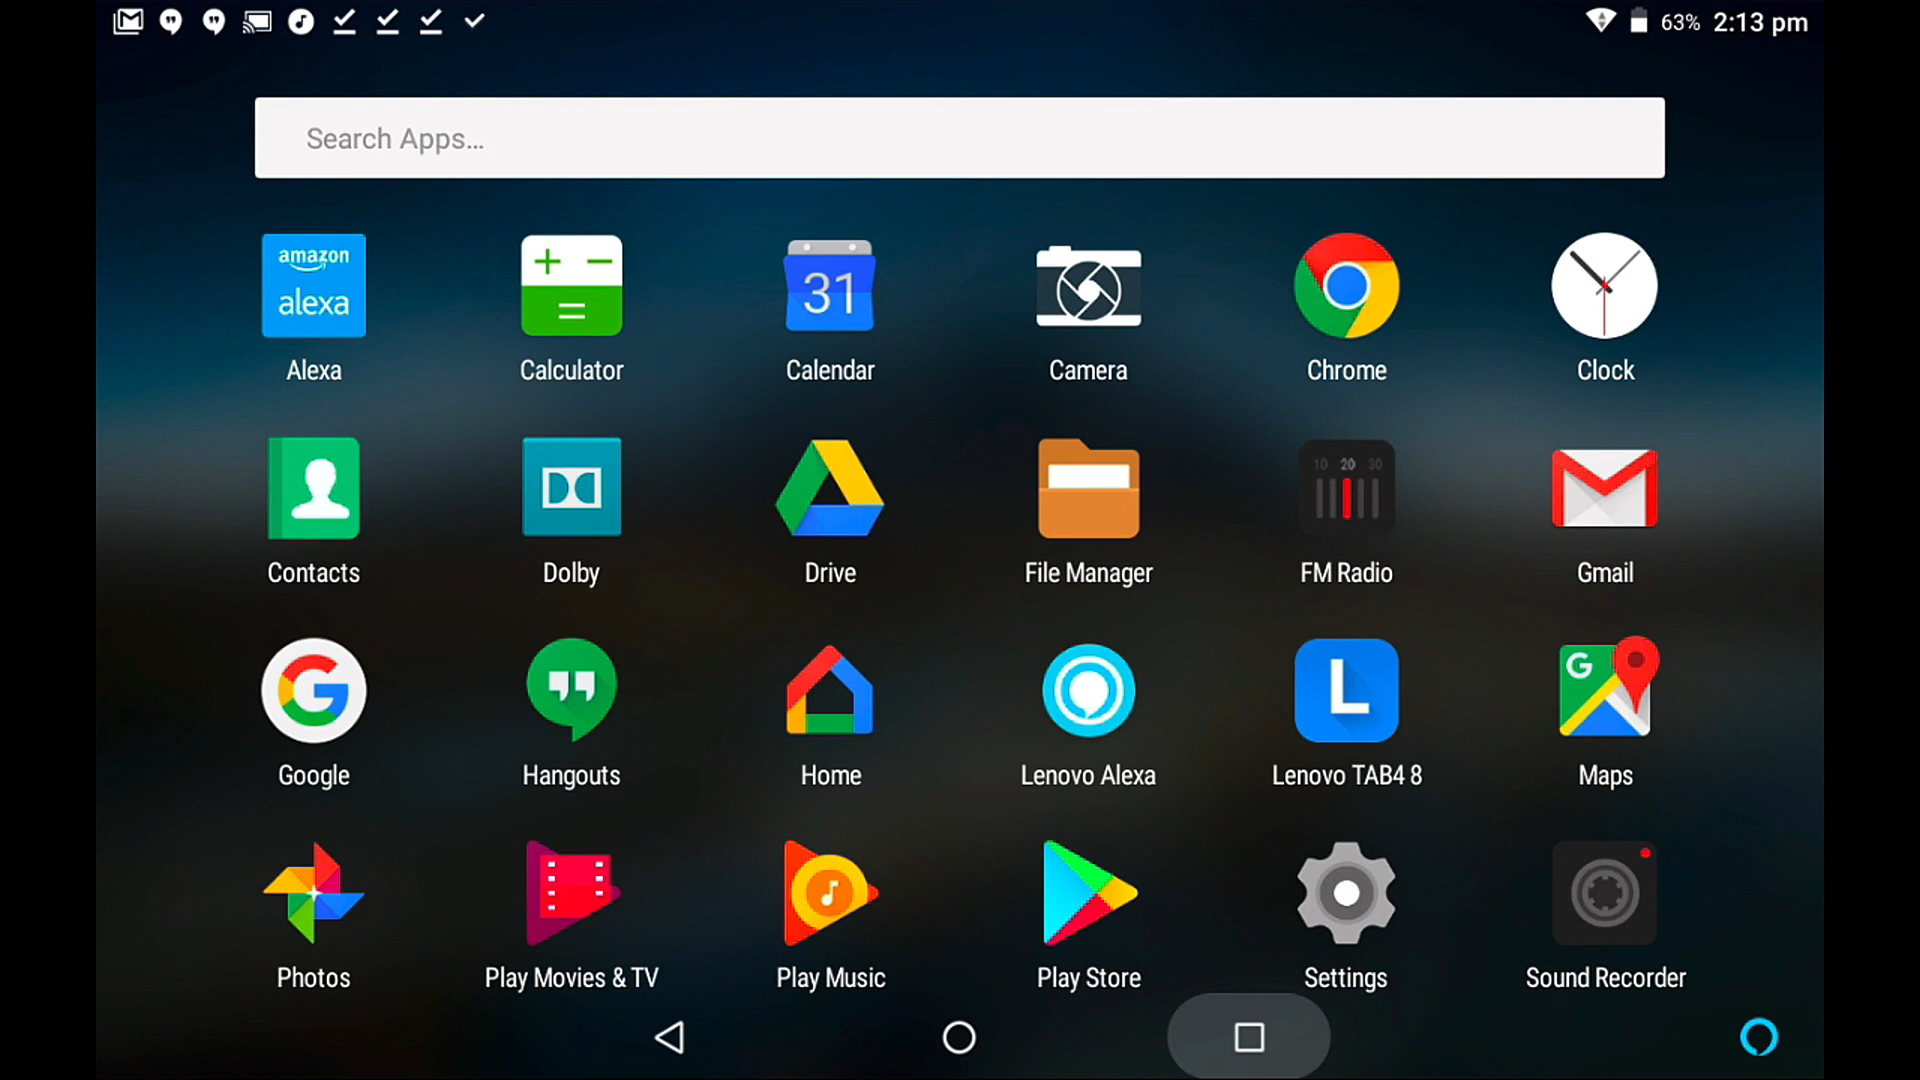 63% 2:13 pm
Search Apps...
amazon
alexa
31
Alexa Calculator Calendar Camera Chrome Clock
10 20 30
Contacts Dolby Drive File Manager FM Radio Gmail
G L G
Google Hangouts Home Lenovo Alexa Lenovo TAB4 8 Maps
Photos Play Movies & TV Play Music Play Store Settings Sound Recorder